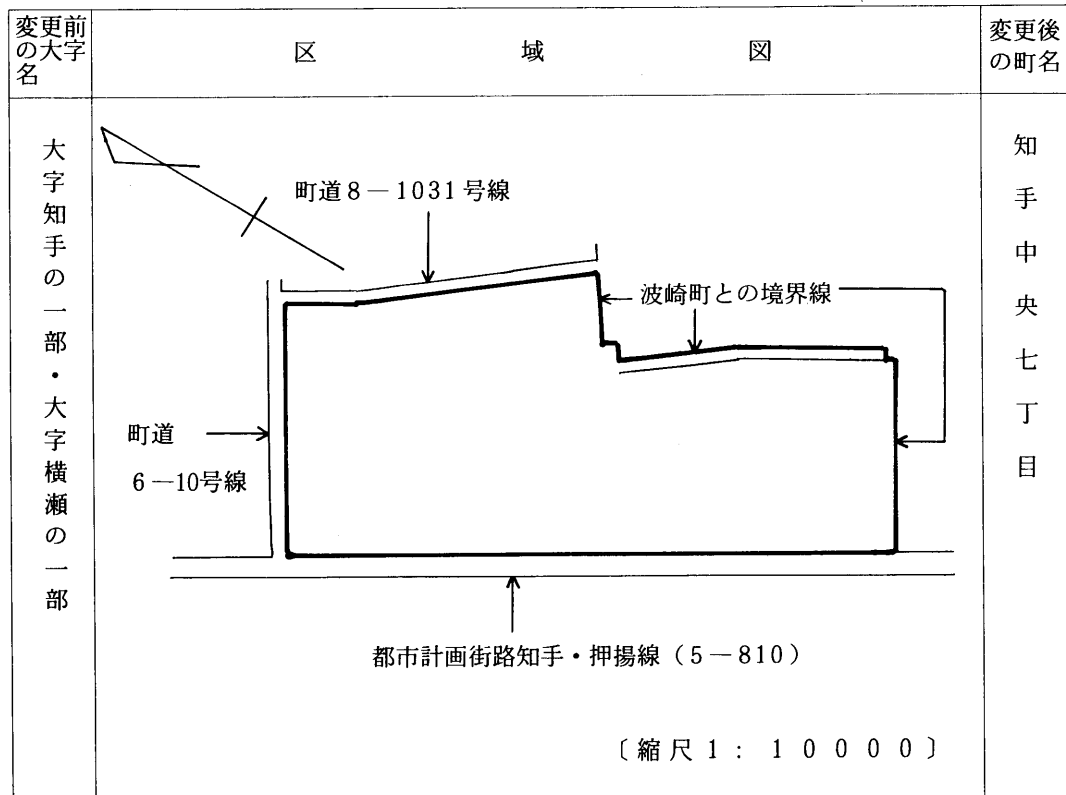 変更前
の大字
名
区域図
変更後
の町名
大字知手の一部・大字横瀬の一部
町道8－1031号線
波崎町との境界線
町道
6－10号線
都市計画街路知手・押揚線（5－810）
〔縮尺1：10000〕
知手中央七丁目